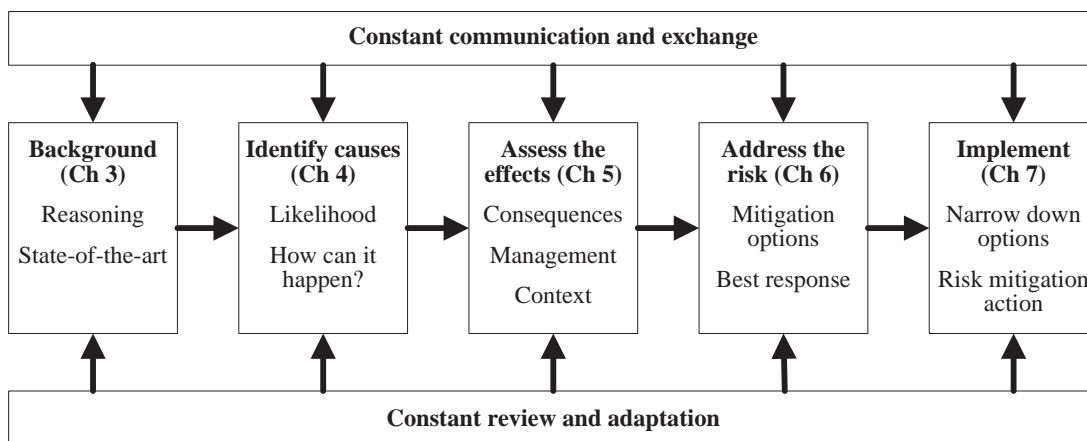 Constant communication and exchange
Background
(Ch 3)
Reasoning
State-of-the-art
Identify causes
(Ch 4)
Likelihood
How can it
happen?
Assess the
effects (Ch 5)
Consequences
Management
Context
Address the
risk (Ch 6)
Mitigation
options
Best response
Implement
(Ch 7)
Narrow down
options
Risk mitigation
action
Constant review and adaptation